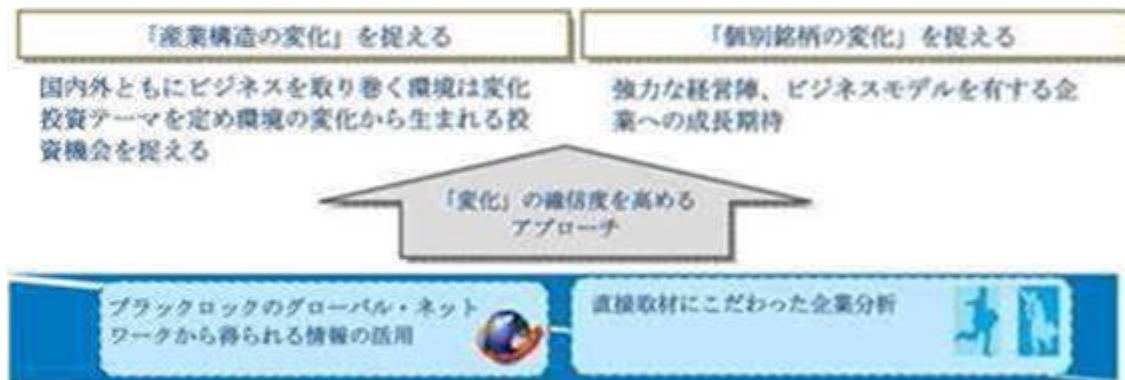 「産業構造の変化」を捉える
国内外ともにビジネスを取り巻く環境は変化
投資テーマを定め環境の変化から生まれる投
資機会を捉える
「個別銘柄の変化」を捉える
強力な経営陣、ビジネスモデルを有する企
業への成長期待
「変化」の確信度を高める
アプローチ
ブラックロックのグローバル・ネット
ワークから得られる情報の活用
直接取材にこだわった企業分析